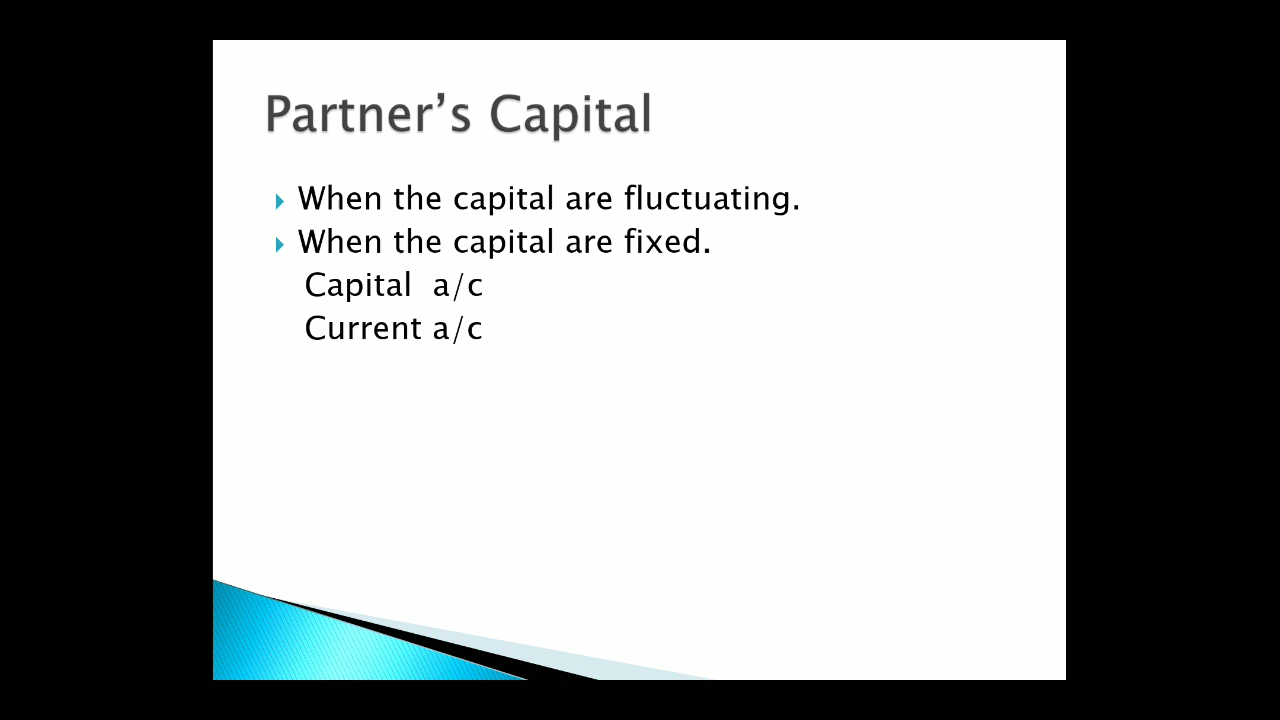 Partner’s Capital
When the capital are fluctuating.
When the capital are fixed.
Capital a/c
Current a/c